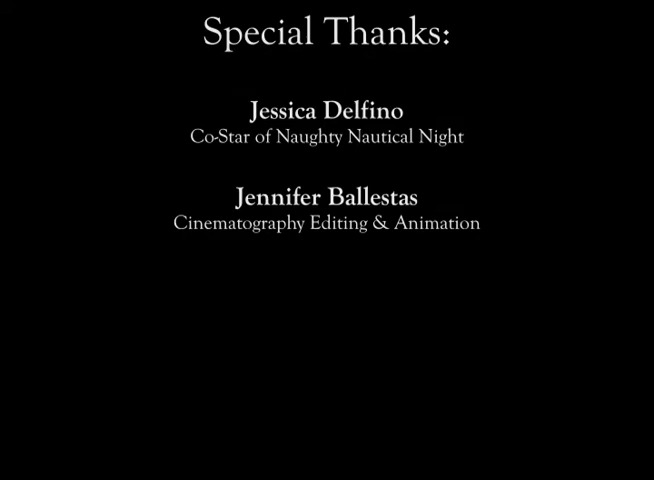 Special Thanks:
Jessica Delfino
Co-Star of Naughty Nautical Night
Jennifer Ballestas
Cinematography Editing & Animation